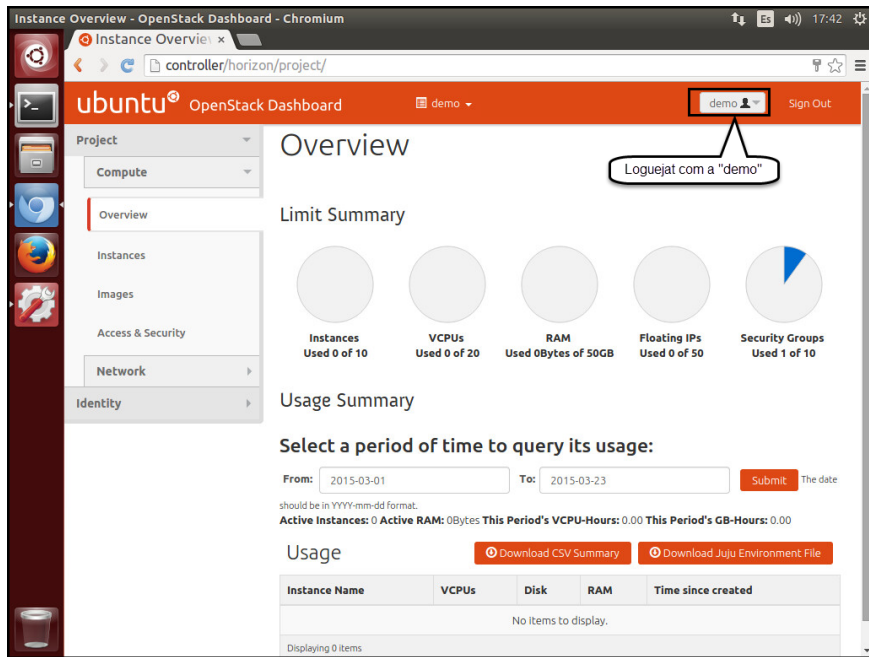 Instance Overview - OpenStack Dashboard - Chromium
Es 17:42
Instance Overvie
controller/horizon/project/
ubuntu® OpenStack Dashboard demo demo Sign Out
Loguejat com a "demo"
Project
Compute
Overview
Instances
Images
Access & Security
Network
Identity
Overview
Limit Summary
Instances
Used 0 of 10
VCPUs
Used 0 of 20
RAM
Used 0Bytes of 50GB
Floating IPs
Used 0 of 50
Security Groups
Used 1 of 10
Usage Summary
Select a period of time to query its usage:
From: 2015-03-01 To: 2015-03-23 Submit The date
should be in YYYY-mm-dd format.
Active Instances: 0 Active RAM: 0Bytes This Period's VCPU-Hours: 0.00 This Period's GB-Hours: 0.00
Usage Download CSV Summary Download Juju Environment File
Instance Name VCPUs Disk RAM Time since created
No items to display.
Displaying 0 items